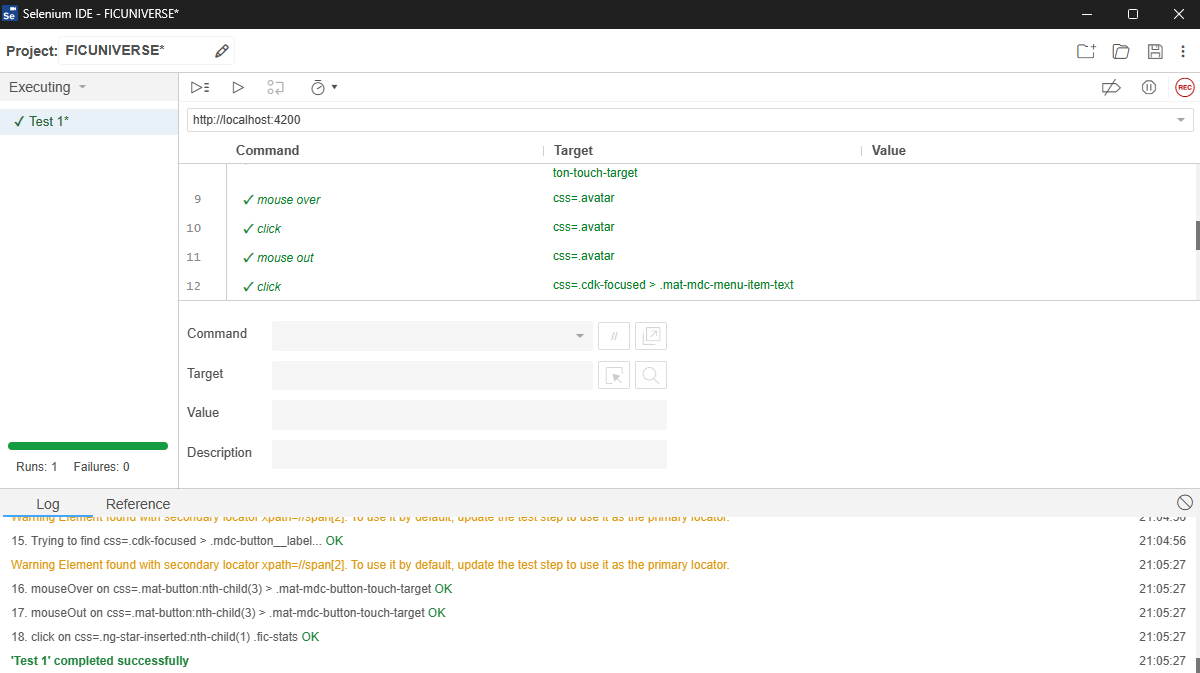 Selenium IDE - FICUNIVERSE*
Project: FICUNIVERSE*
Executing
✓ Test 1*
REC
http://localhost:4200
Command Target Value
ton-touch-target
9 ✓ mouse over css=.avatar
10 ✓ click css=.avatar
11 ✓ mouse out css=.avatar
12 ✓ click css=.cdk-focused > .mat-mdc-menu-item-text
Command //
Target
Value
Description
Runs: 1 Failures: 0
Log Reference
Warning Element found with secondary locator xpath=//span[2]. To use it by default, update the test step to use it as the primary locator. 21:04:56
15. Trying to find css=.cdk-focused > .mdc-button__label... OK 21:04:56
Warning Element found with secondary locator xpath=//span[2]. To use it by default, update the test step to use it as the primary locator. 21:05:27
16. mouseOver on css=.mat-button:nth-child(3) > .mat-mdc-button-touch-target OK 21:05:27
17. mouseOut on css=.mat-button:nth-child(3) > .mat-mdc-button-touch-target OK 21:05:27
18. click on css=.ng-star-inserted:nth-child(1) .fic-stats OK 21:05:27
'Test 1' completed successfully 21:05:27